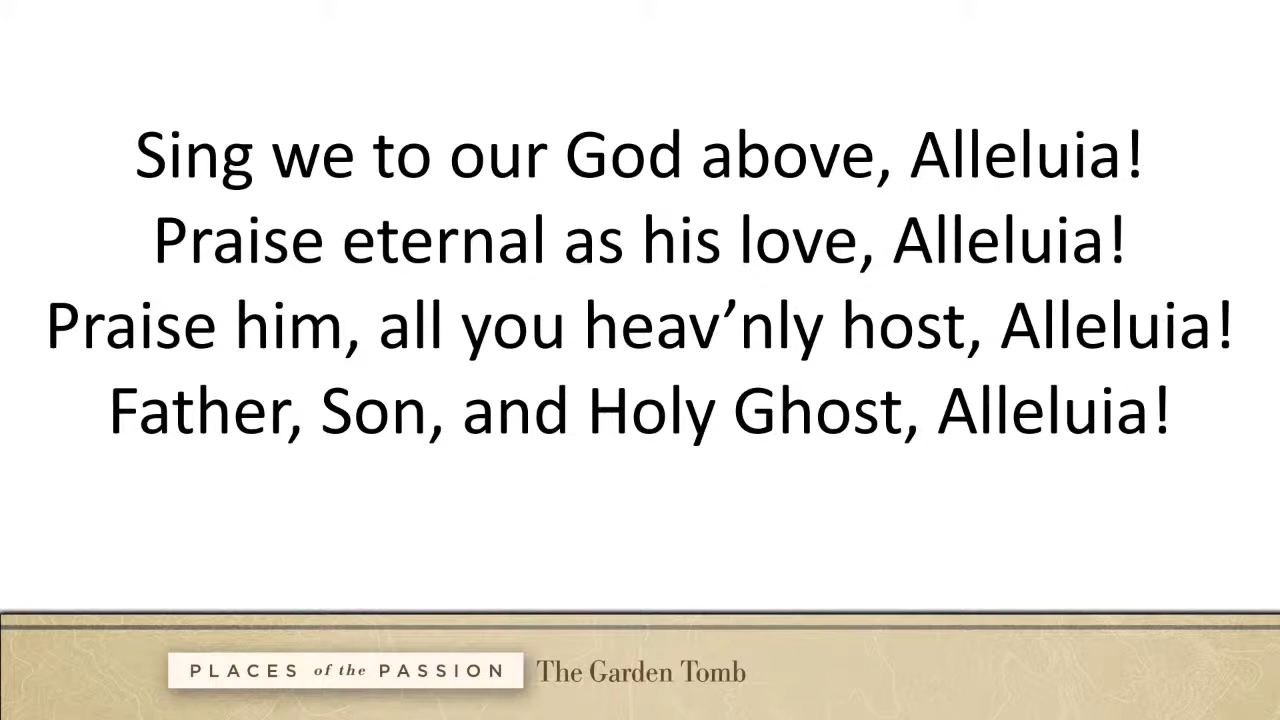 Sing we to our God above, Alleluia!
Praise eternal as his love, Alleluia!
Praise him, all you heav’nly host, Alleluia!
Father, Son, and Holy Ghost, Alleluia!
PLACES of the PASSION The Garden Tomb